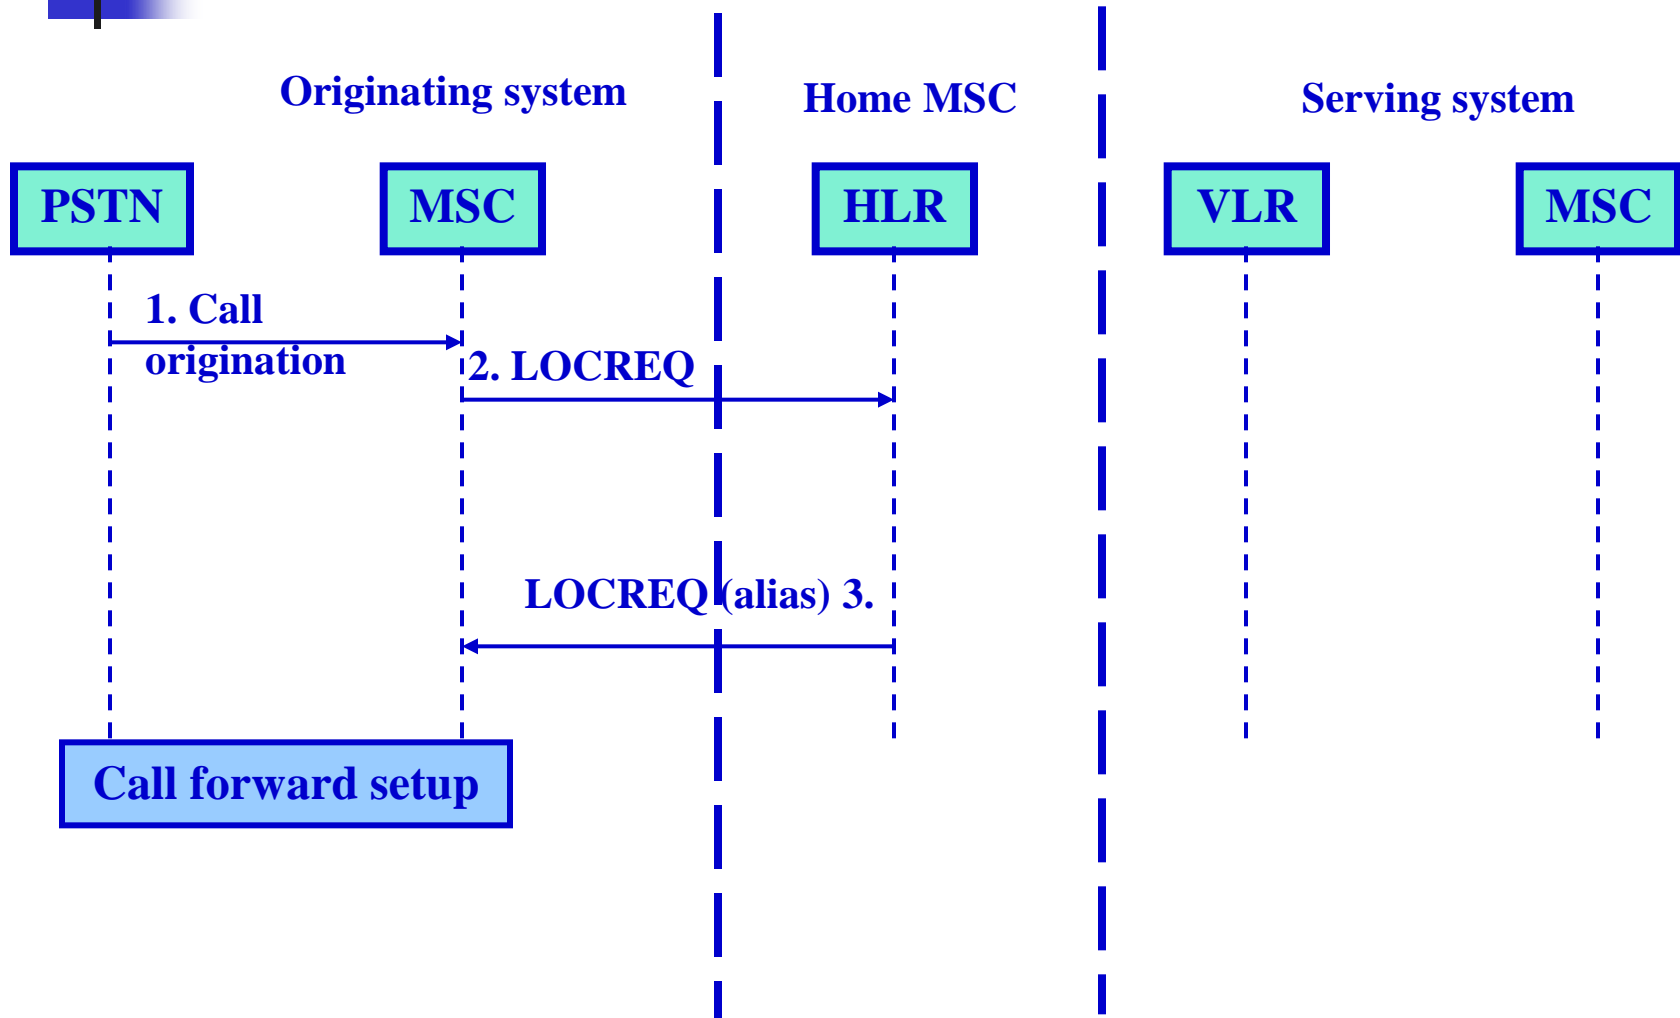 Originating system
Home MSC
Serving system
PSTN
MSC
HLR
VLR
MSC
1. Call
origination
2. LOCREQ
LOCREQ (alias) 3.
Call forward setup